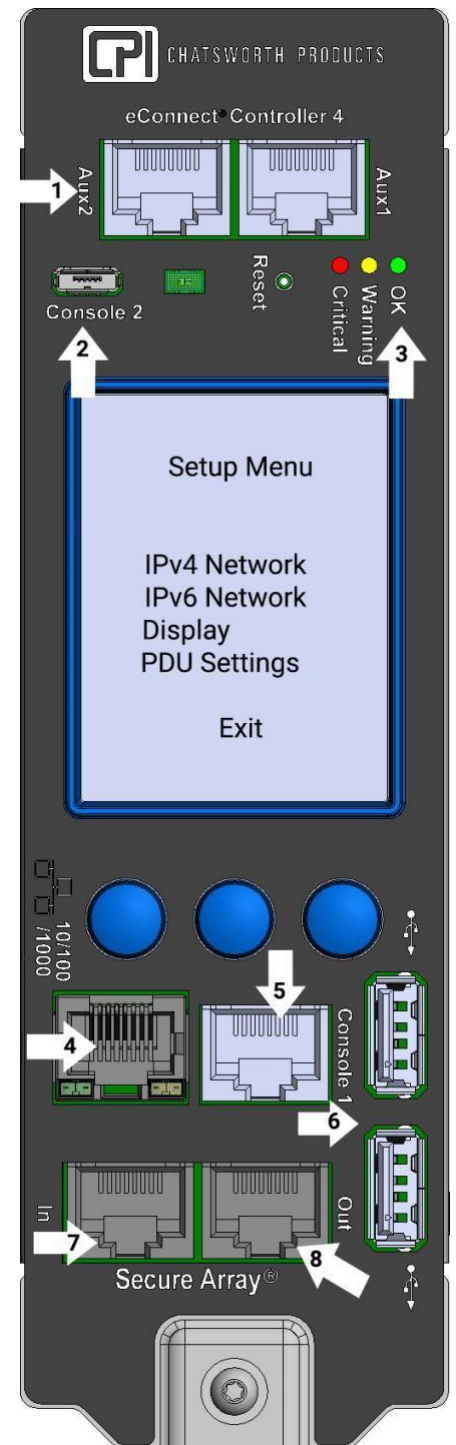 CPI CHATSWORTH PRODUCTS
eConnect® Controller 4
1
Aux2
Aux1
Console 2
Reset
Critical
Warning
OK
2
3
Setup Menu
IPv4 Network
IPv6 Network
Display
PDU Settings
Exit
10/100
/1000
5
4
Console 1
6
In
7
Out
8
Secure Array®